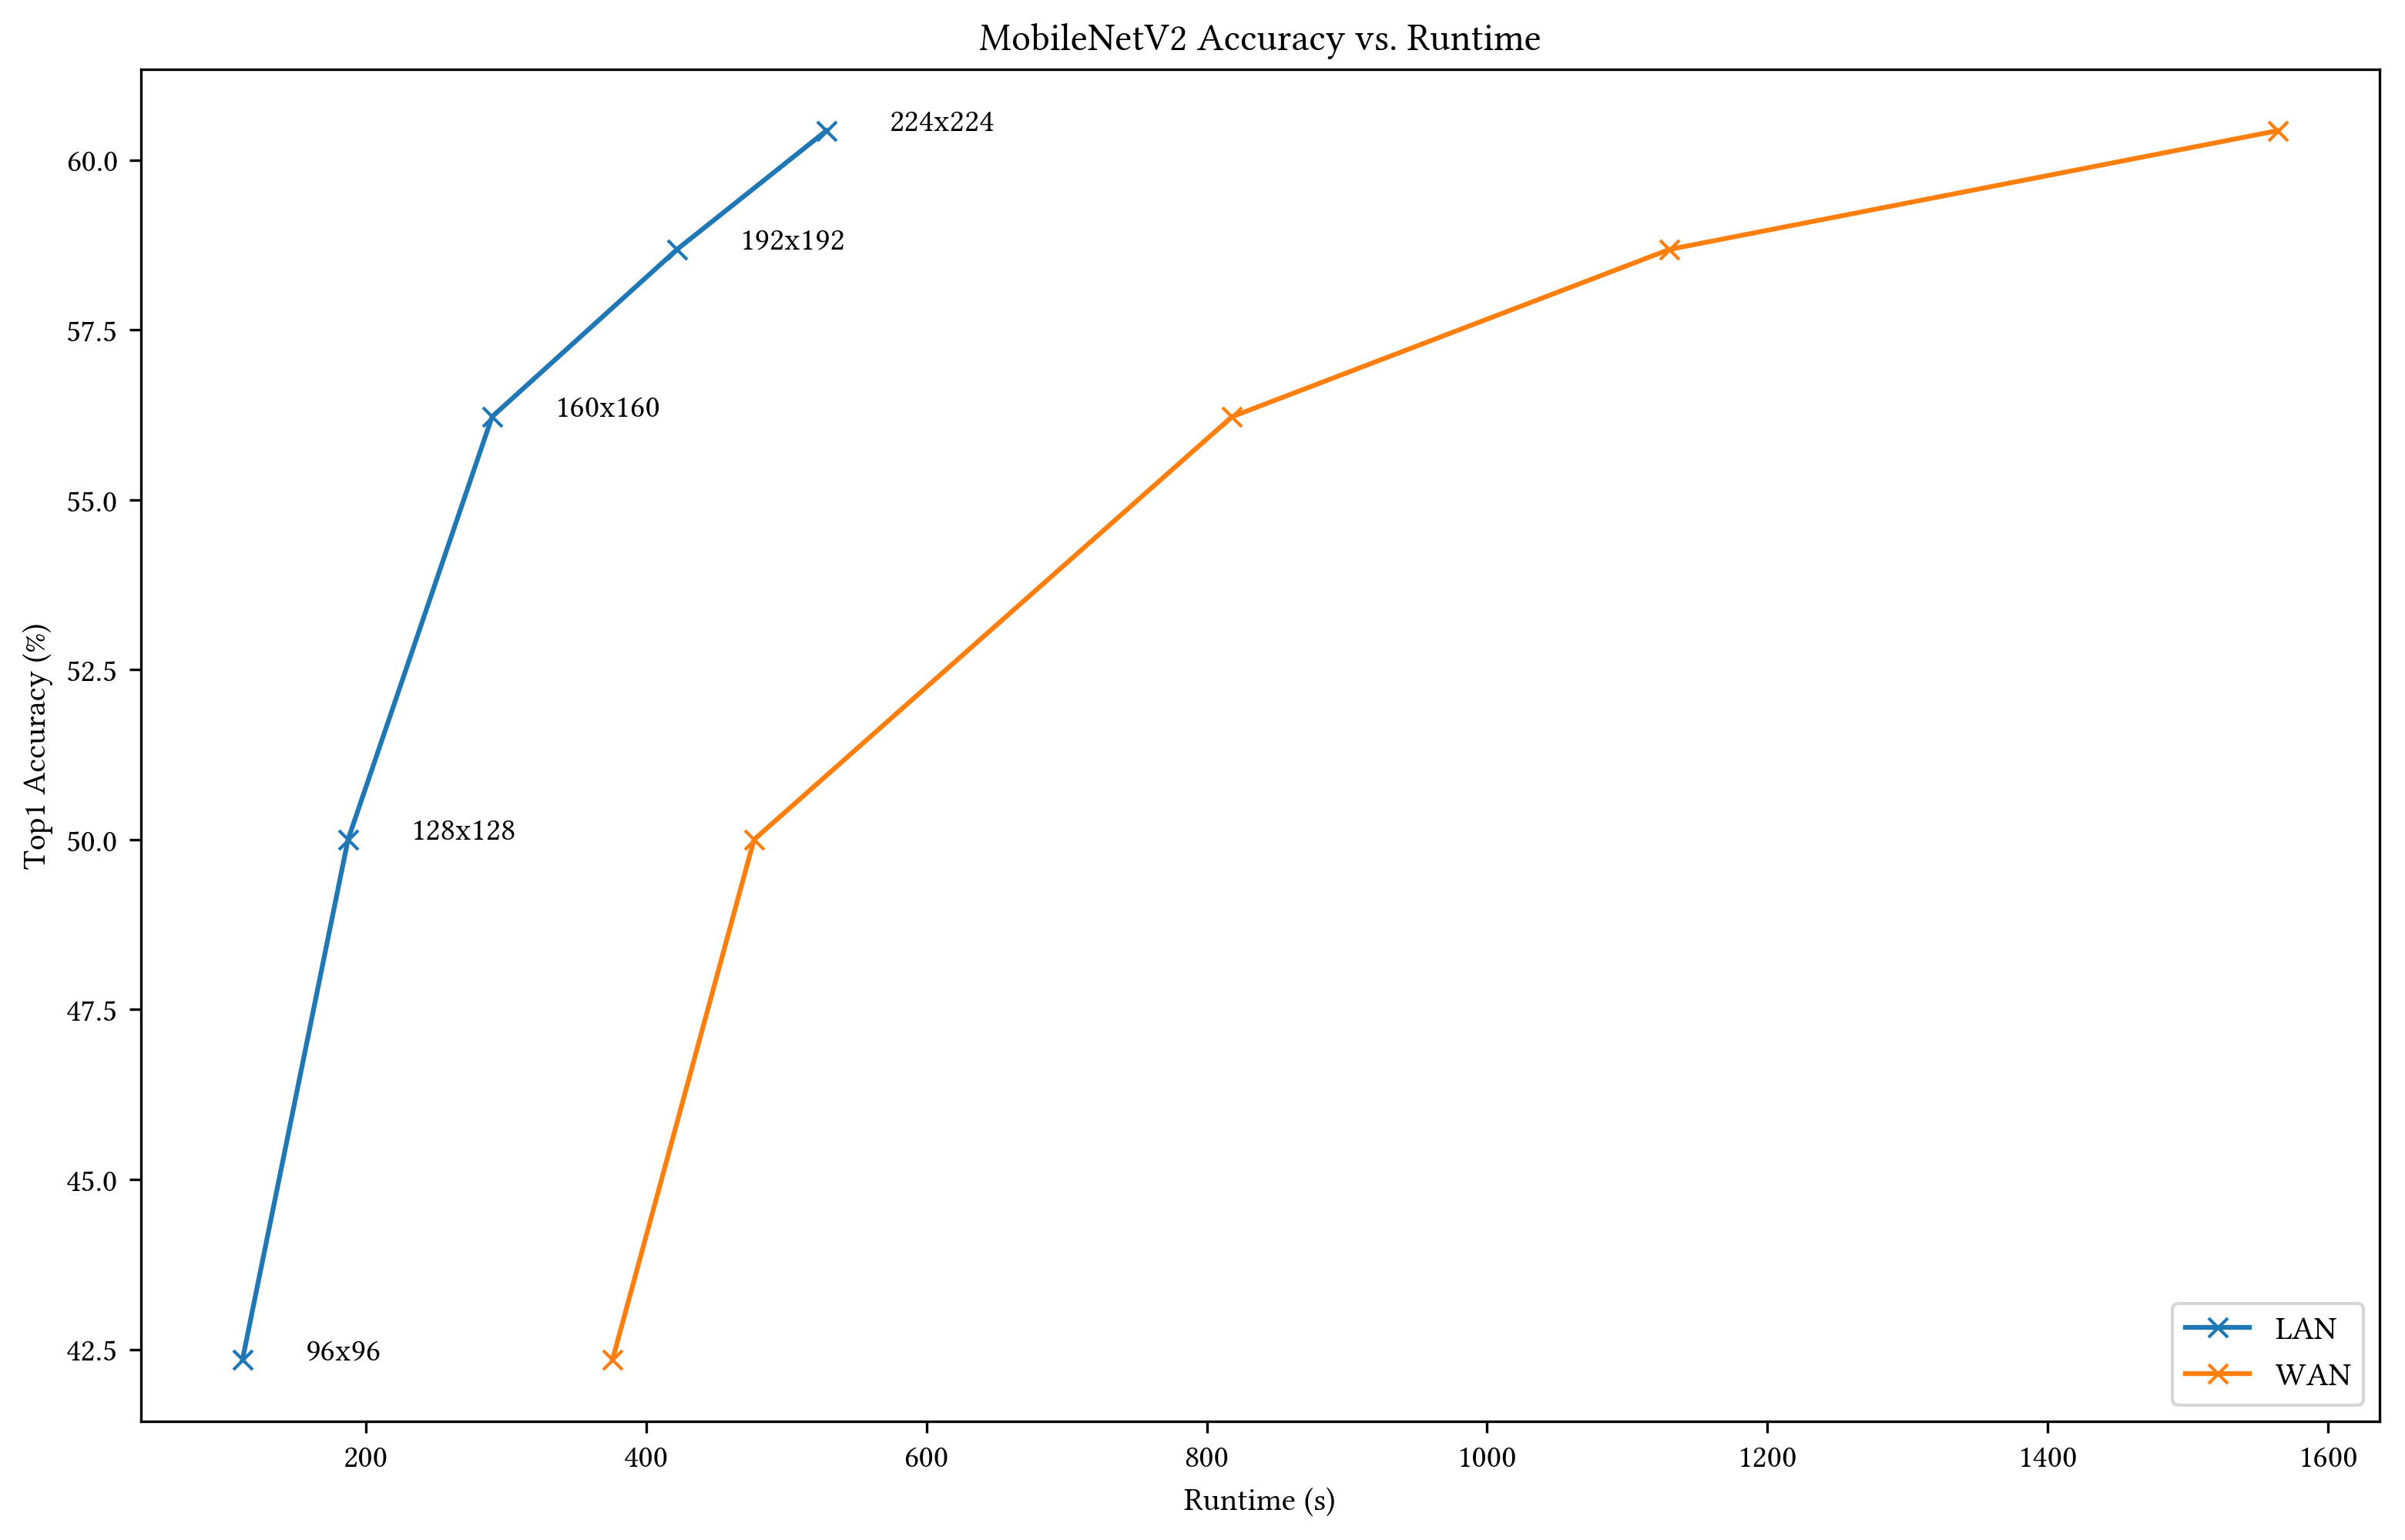 MobileNetV2 Accuracy vs. Runtime
224x224
60.0
192x192
57.5
160x160
55.0
Top1 Accuracy (%)
52.5
128x128
50.0
47.5
45.0
42.5
96x96
LAN
WAN
200 400 600 800 1000 1200 1400 1600
Runtime (s)